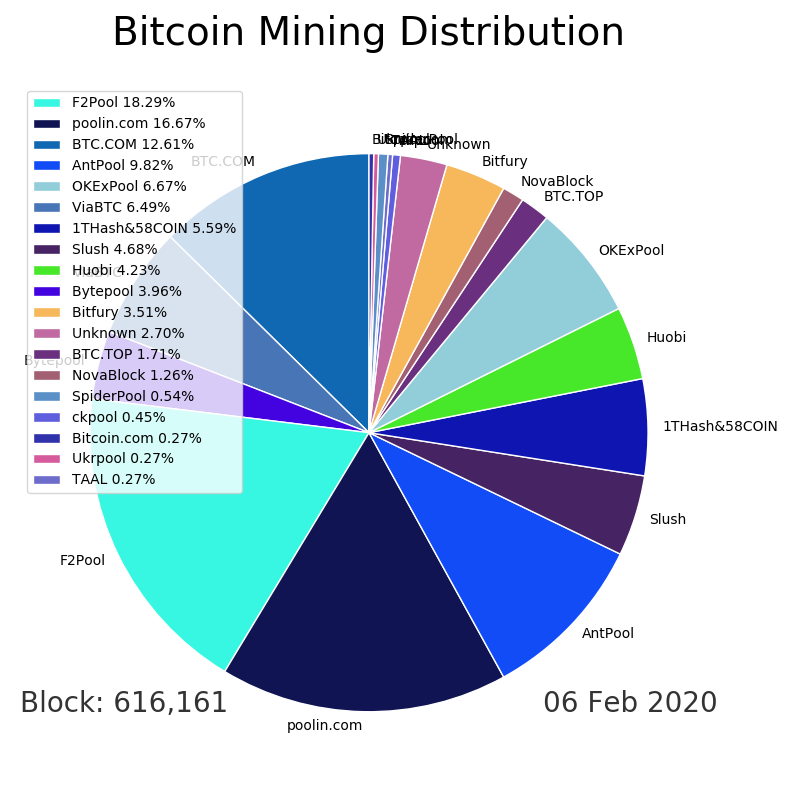 Bitcoin Mining Distribution
F2Pool 18.29%
poolin.com 16.67%
BTC.COM 12.61%
AntPool 9.82%
OKExPool 6.67%
ViaBTC 6.49%
1THash&58COIN 5.59%
Slush 4.68%
Huobi 4.23%
Bytepool 3.96%
Bitfury 3.51%
Unknown 2.70%
BTC.TOP 1.71%
NovaBlock 1.26%
SpiderPool 0.54%
ckpool 0.45%
Bitcoin.com 0.27%
Ukrpool 0.27%
TAAL 0.27%
Unknown
Bitfury
NovaBlock
BTC.TOP
BTC.COM
OKExPool
Huobi
Bytepool
1THash&58COIN
Slush
F2Pool
AntPool
poolin.com
Block: 616,161
06 Feb 2020